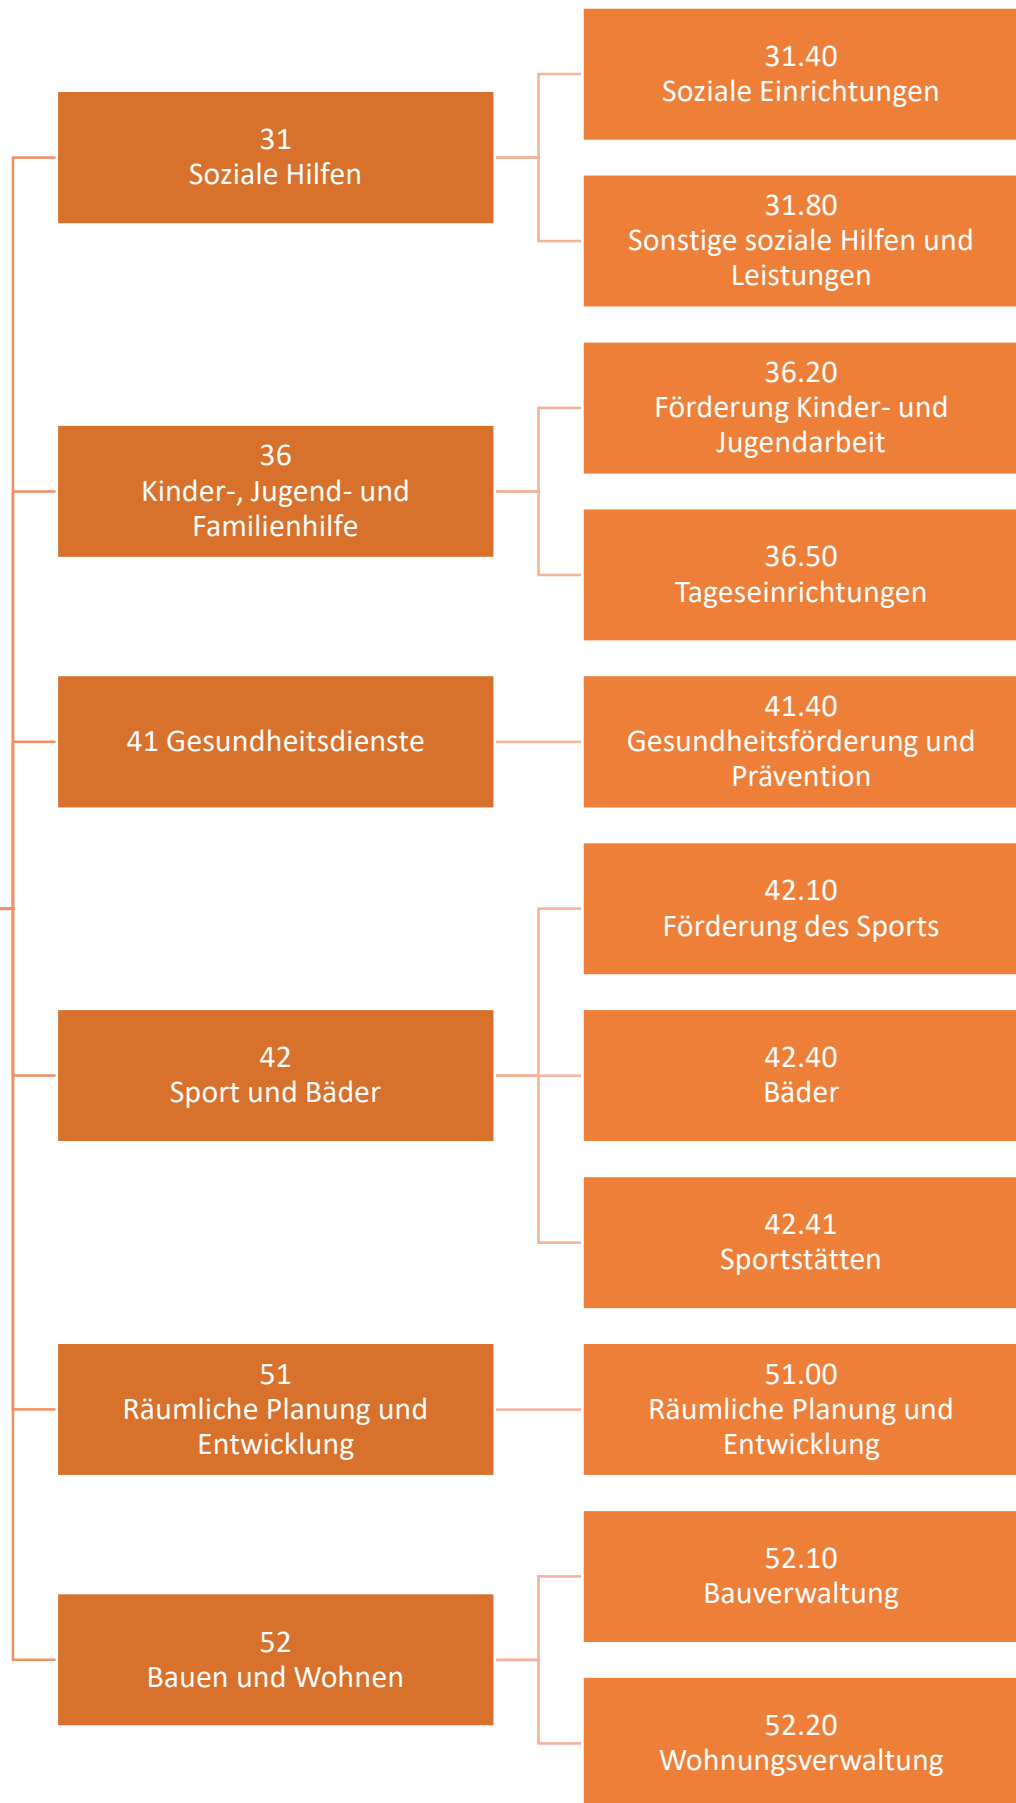 31
Soziale Hilfen
31.40
Soziale Einrichtungen
31.80
Sonstige soziale Hilfen und
Leistungen
36
Kinder-, Jugend- und
Familienhilfe
36.20
Förderung Kinder- und
Jugendarbeit
36.50
Tageseinrichtungen
41 Gesundheitsdienste
41.40
Gesundheitsförderung und
Prävention
42
Sport und Bäder
42.10
Förderung des Sports
42.40
Bäder
42.41
Sportstätten
51
Räumliche Planung und
Entwicklung
51.00
Räumliche Planung und
Entwicklung
52
Bauen und Wohnen
52.10
Bauverwaltung
52.20
Wohnungsverwaltung